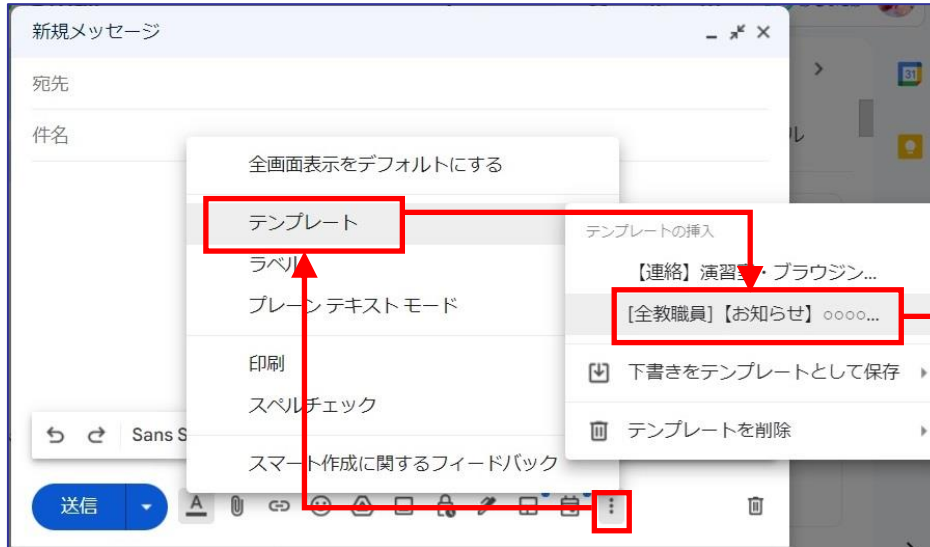 新規メッセージ
宛先
件名
全画面表示をデフォルトにする
テンプレート
ラベル
プレーン テキスト モード
印刷
スペルチェック
スマート作成に関するフィードバック
テンプレートの挿入
【連絡】演習室・ブラウジン...
[全教職員]【お知らせ】○○○○...
下書きをテンプレートとして保存
テンプレートを削除
Sans S
送信
31
ル